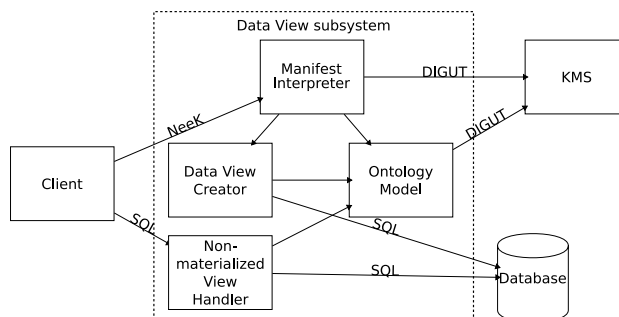 Data View subsystem
Manifest
Interpreter
DIGUT
KMS
NeeK
DIGUT
Client
Data View
Creator
Ontology
Model
SQL
SQL
Non-
materialized
View
Handler
SQL
Database